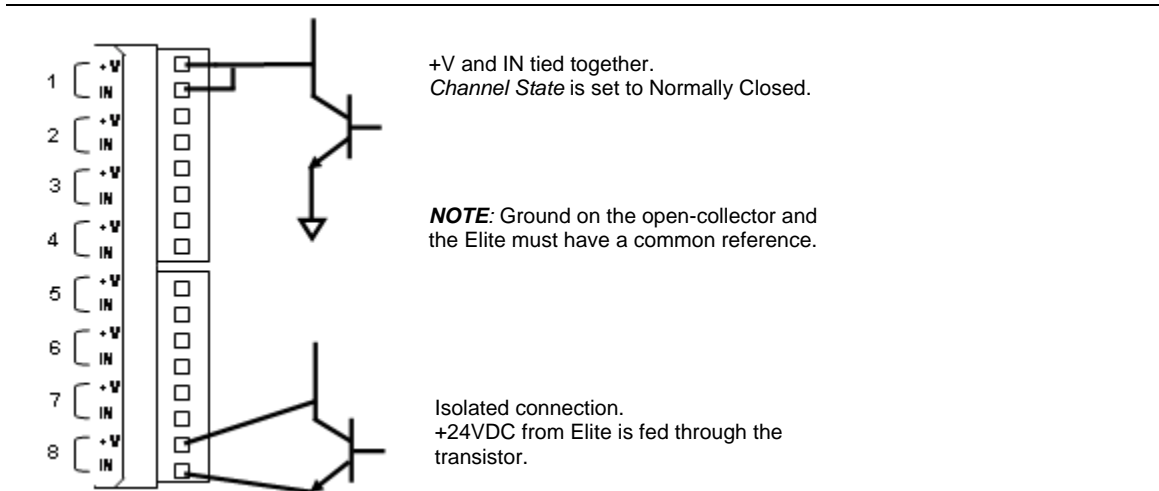 +V and IN tied together.
Channel State is set to Normally Closed.
NOTE: Ground on the open-collector and
the Elite must have a common reference.
Isolated connection.
+24VDC from Elite is fed through the
transistor.
1
+V
IN
2
+V
IN
3
+V
IN
4
+V
IN
5
+V
IN
6
+V
IN
7
+V
IN
8
+V
IN